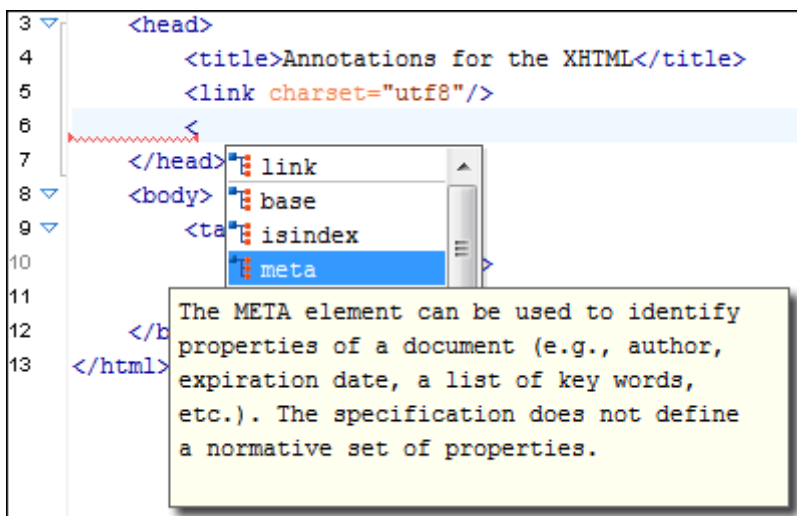 3 <head>
4 <title>Annotations for the XHTML</title>
5 <link charset="utf8"/>
6 <
7 </head>
link
8 <body>
base
9 <ta
isindex
10 meta >
11
12 </b
13 </html>
The META element can be used to identify
properties of a document (e.g., author,
expiration date, a list of key words,
etc.). The specification does not define
a normative set of properties.